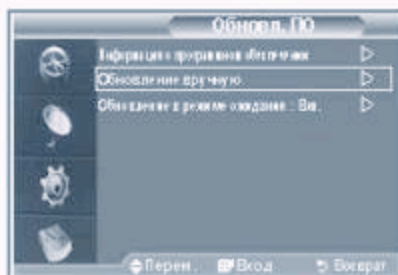 Обновл. ПО
Информация о программном обеспечении
Обновление вручную
Обновление в режиме ожидания : Вкл.
Перем. Вход Возврат